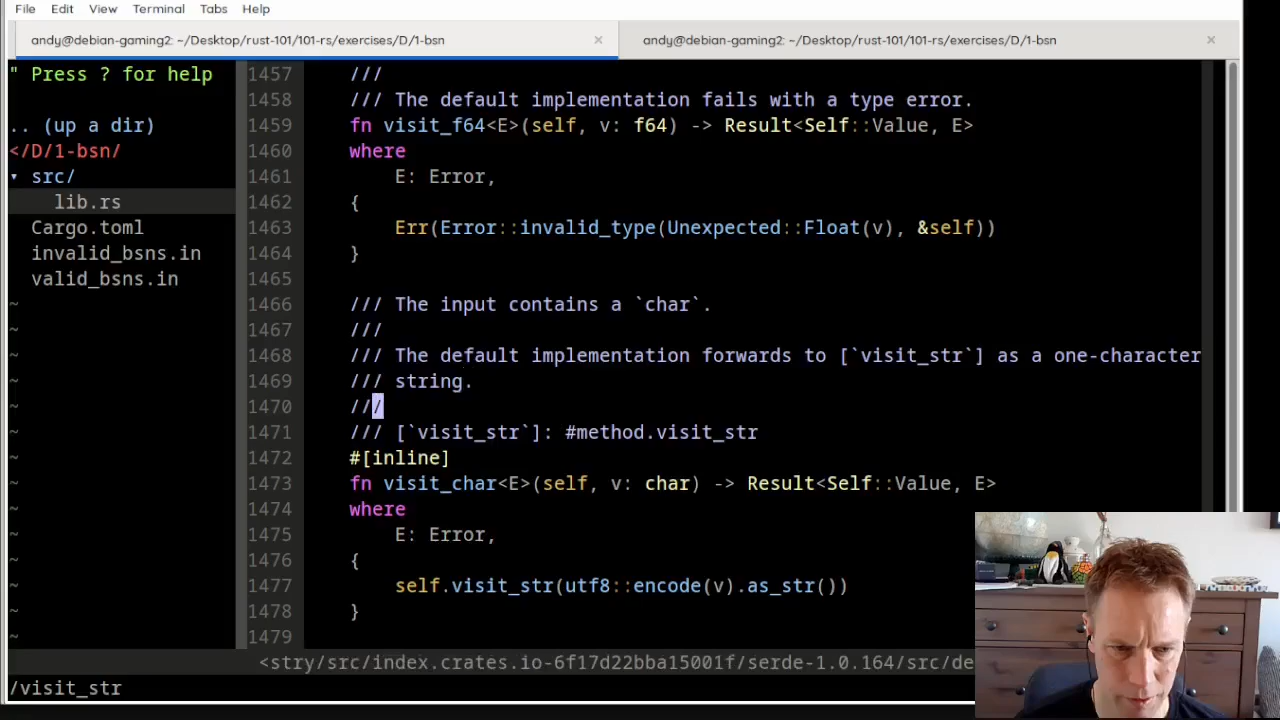 File Edit View Terminal Tabs Help
andy@debian-gaming2: ~/Desktop/rust-101/101-rs/exercises/D/1-bsn ×
andy@debian-gaming2: ~/Desktop/rust-101/101-rs/exercises/D/1-bsn ×
" Press ? for help
.. (up a dir)
</D/1-bsn/
▾ src/
lib.rs
Cargo.toml
invalid_bsns.in
valid_bsns.in
~
~
~
~
~
~
~
~
~
~
~
~
~
~
1457 ///
1458 /// The default implementation fails with a type error.
1459 fn visit_f64<E>(self, v: f64) -> Result<Self::Value, E>
1460 where
1461 E: Error,
1462 {
1463 Err(Error::invalid_type(Unexpected::Float(v), &self))
1464 }
1465
1466 /// The input contains a `char`.
1467 ///
1468 /// The default implementation forwards to [`visit_str`] as a one-character
1469 /// string.
1470 ///
1471 /// [`visit_str`]: #method.visit_str
1472 #[inline]
1473 fn visit_char<E>(self, v: char) -> Result<Self::Value, E>
1474 where
1475 E: Error,
1476 {
1477 self.visit_str(utf8::encode(v).as_str())
1478 }
1479
<stry/src/index.crates.io-6f17d22bba15001f/serde-1.0.164/src/de
/visit_str